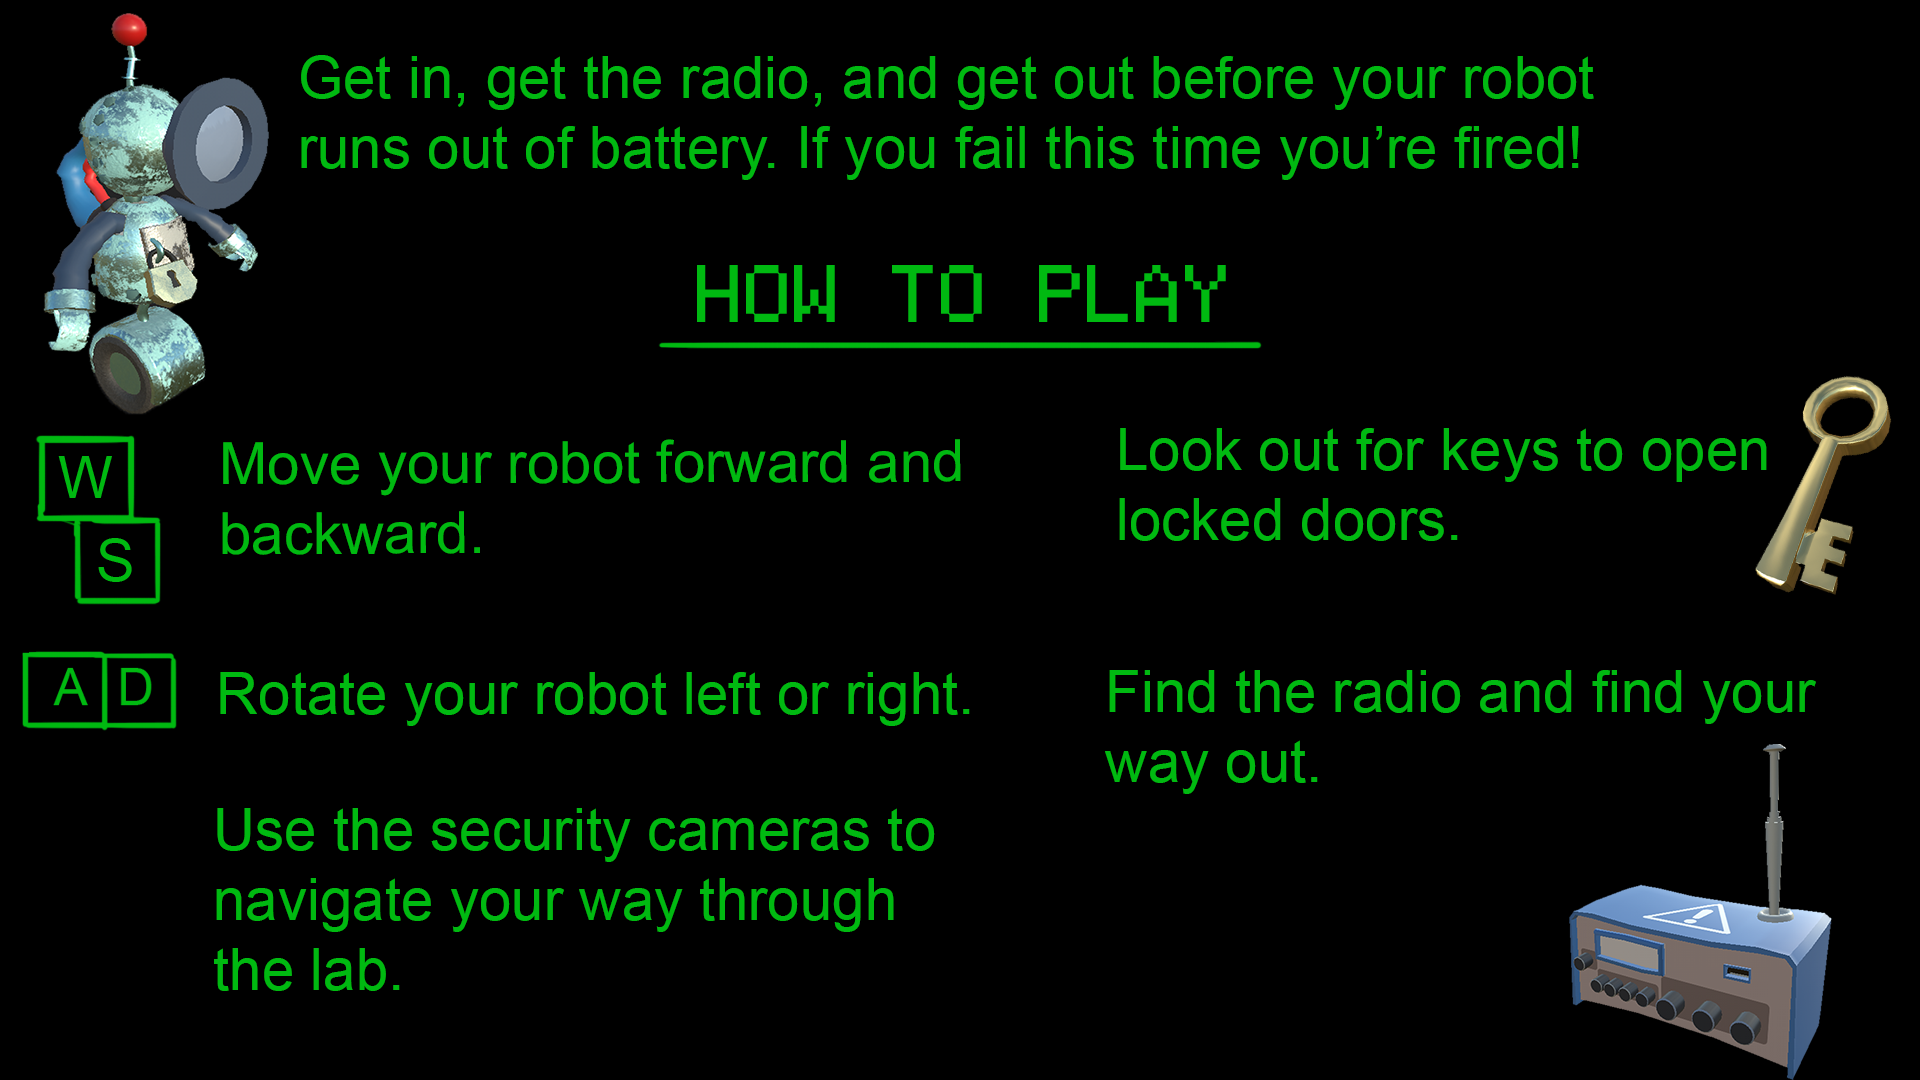 Get in, get the radio, and get out before your robot
runs out of battery. If you fail this time you’re fired!
HOW TO PLAY
W
S
Move your robot forward and
backward.
A D
Rotate your robot left or right.
Use the security cameras to
navigate your way through
the lab.
Look out for keys to open
locked doors.
Find the radio and find your
way out.